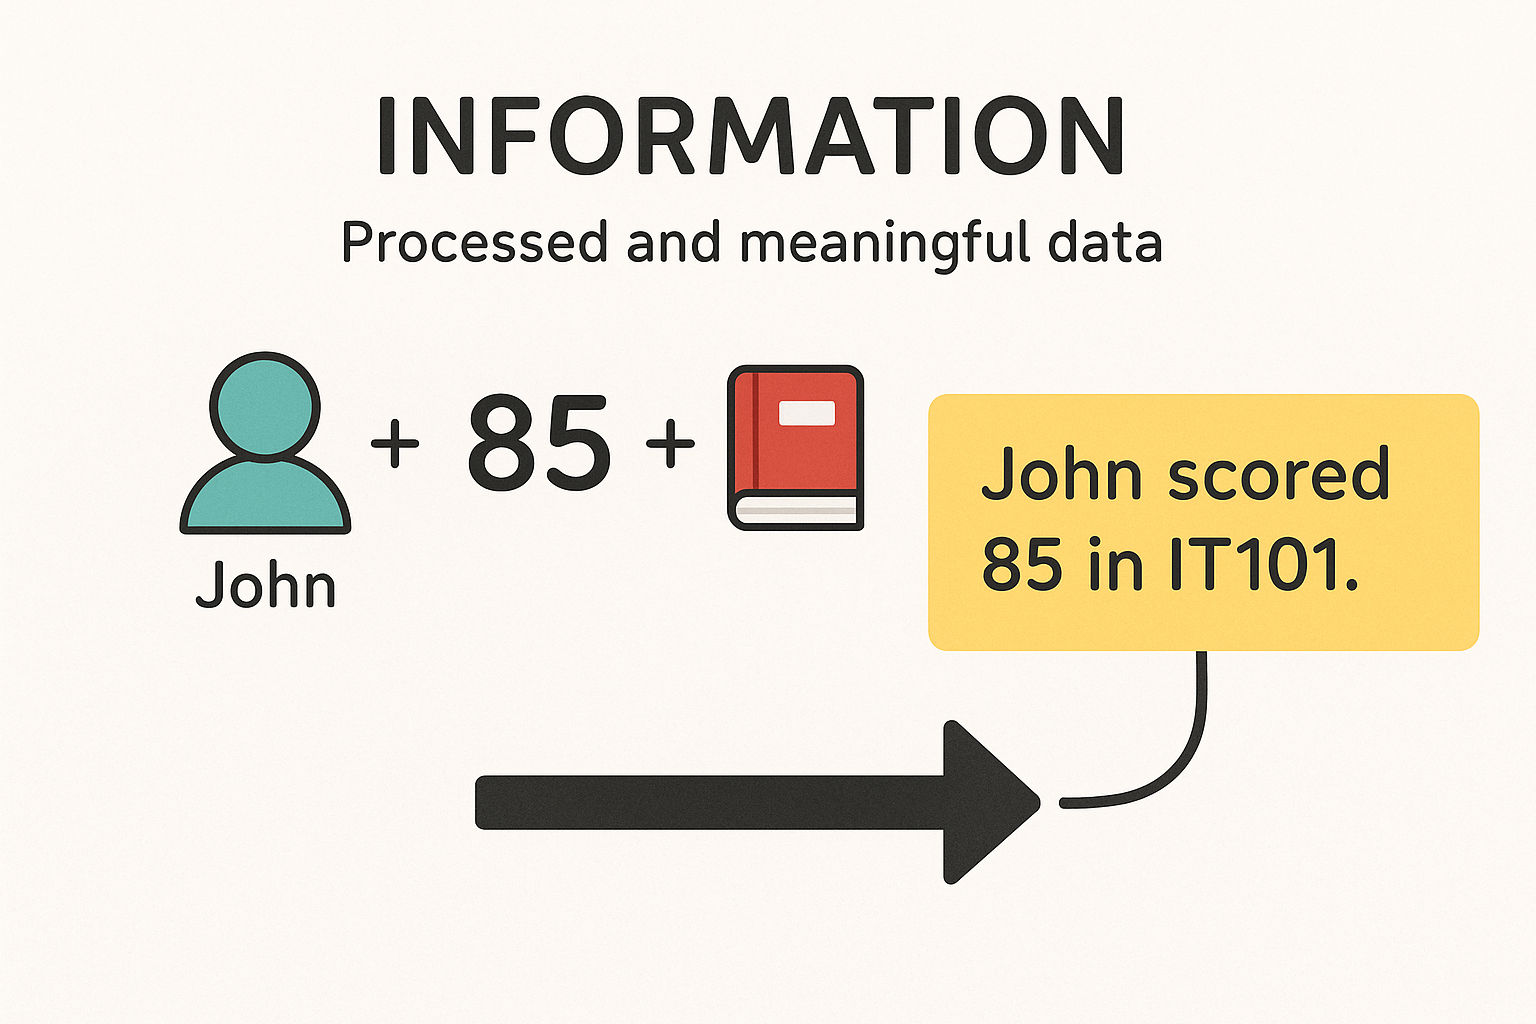 INFORMATION
Processed and meaningful data
+ 85 +
John
John scored
85 in IT101.